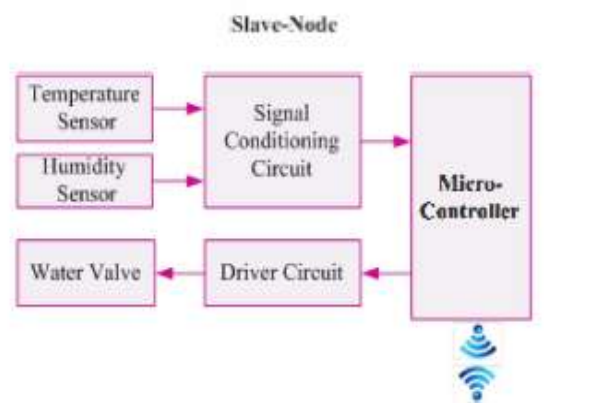 Slave-Node
Temperature
Sensor
Signal
Conditioning
Circuit
Humidity
Sensor
Micro-
Controller
Water Valve
Driver Circuit